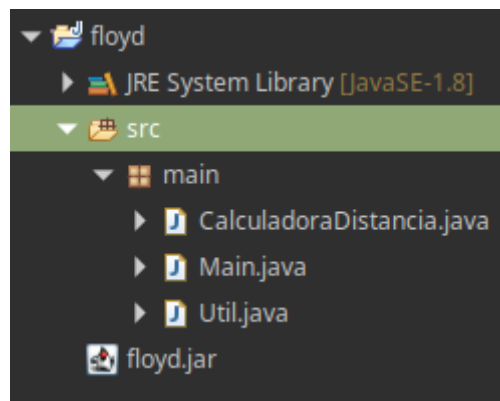 floyd
JRE System Library [JavaSE-1.8]
src
main
CalculadoraDistancia.java
Main.java
Util.java
floyd.jar